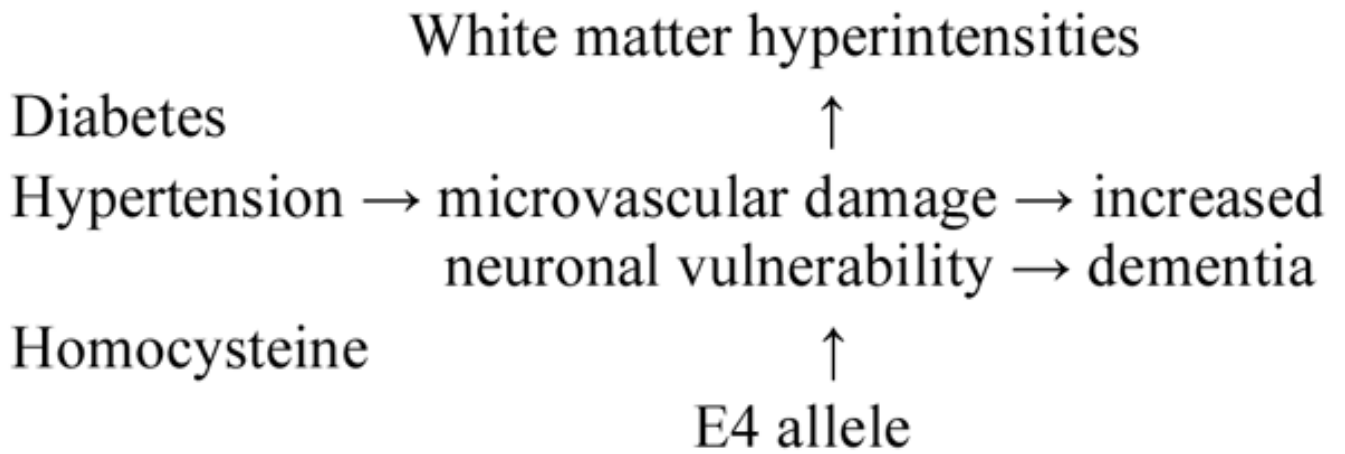 White matter hyperintensities
Diabetes ↑
Hypertension → microvascular damage → increased
neuronal vulnerability → dementia
Homocysteine ↑
E4 allele